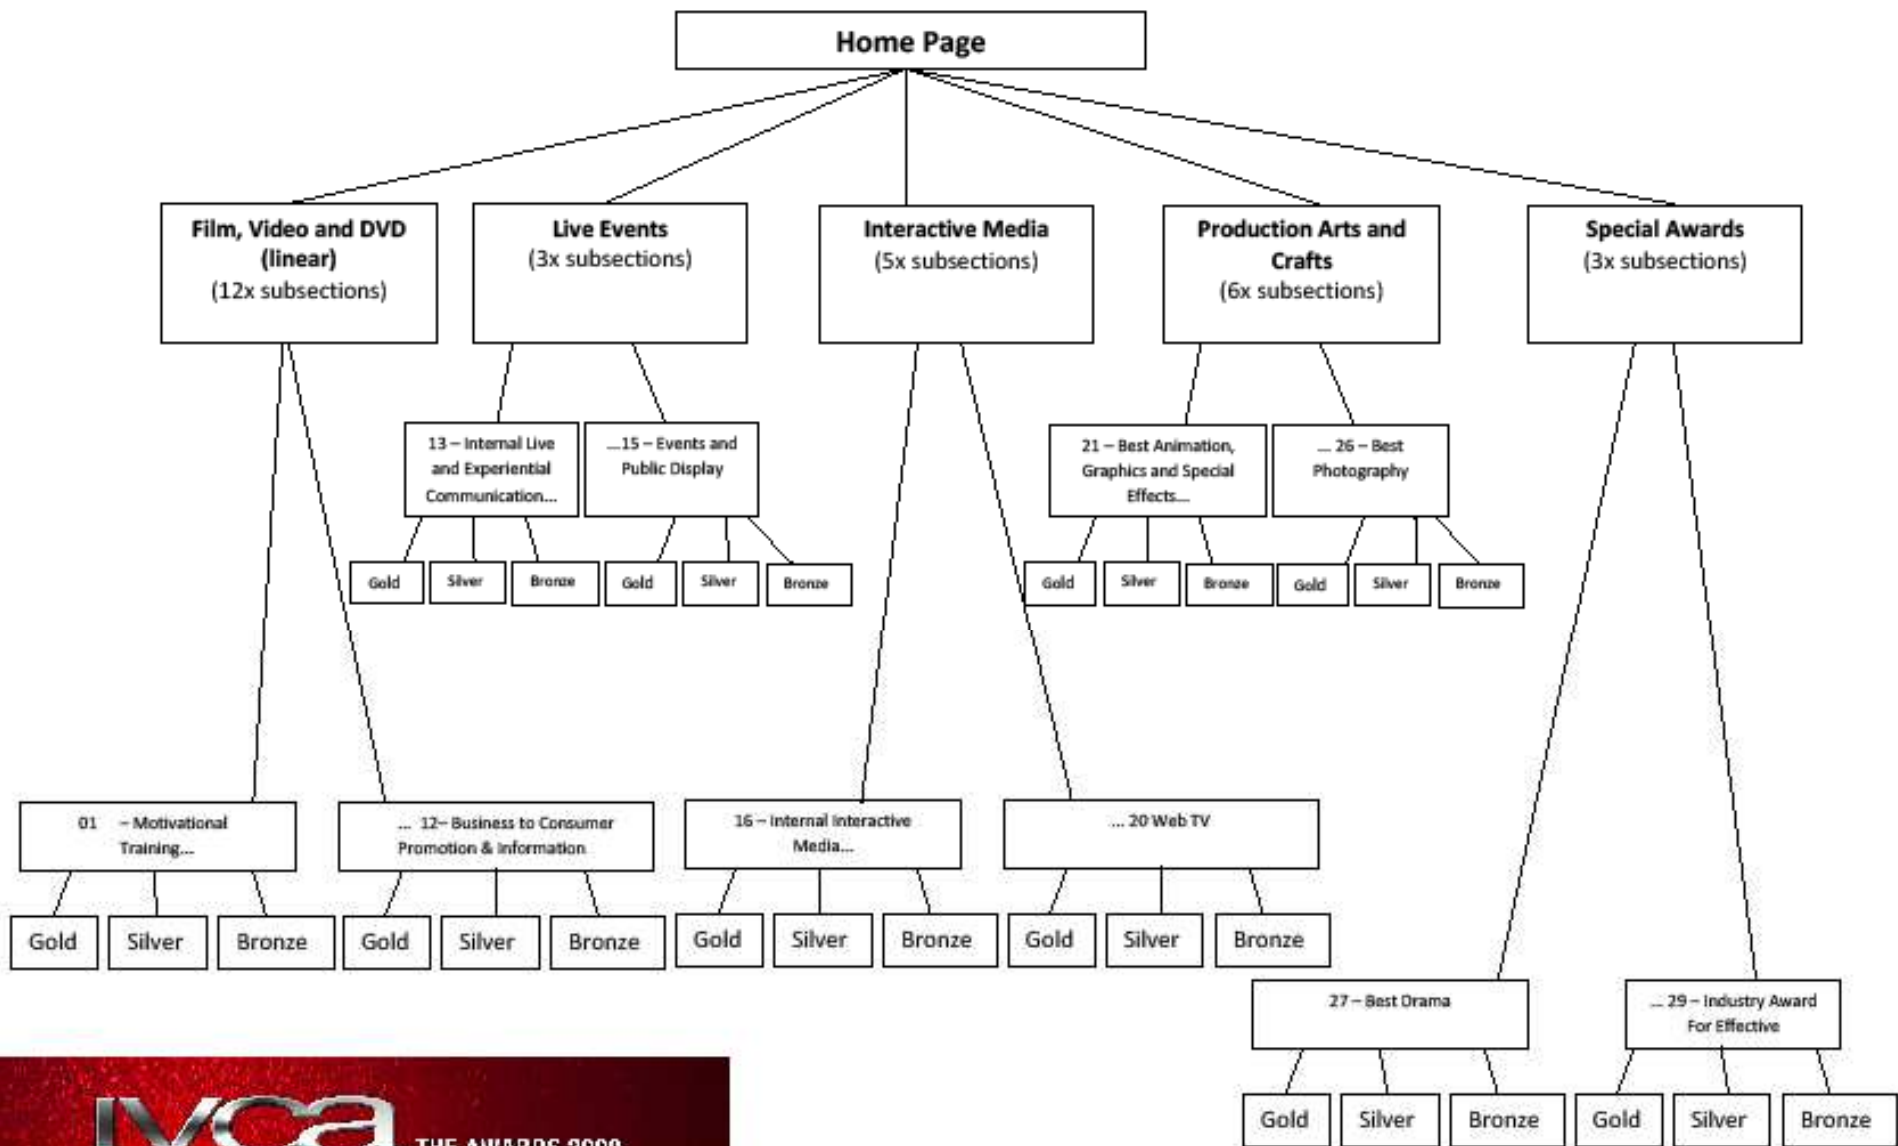 Home Page
Film, Video and DVD
(linear)
(12x subsections)
Live Events
(3x subsections)
Interactive Media
(5x subsections)
Production Arts and
Crafts
(6x subsections)
Special Awards
(3x subsections)
13 – Internal Live
and Experiential
Communication...
...15 – Events and
Public Display
21 – Best Animation,
Graphics and Special
Effects...
... 26 – Best
Photography
Gold
Silver
Bronze
Gold
Silver
Bronze
Gold
Silver
Bronze
Gold
Silver
Bronze
01 – Motivational
Training...
... 12– Business to Consumer
Promotion & Information
16 – Internal Interactive
Media...
... 20 Web TV
Gold
Silver
Bronze
Gold
Silver
Bronze
Gold
Silver
Bronze
Gold
Silver
Bronze
27 – Best Drama
... 29 – Industry Award
For Effective
Gold
Silver
Bronze
Gold
Silver
Bronze
ivca
THE AWARDS